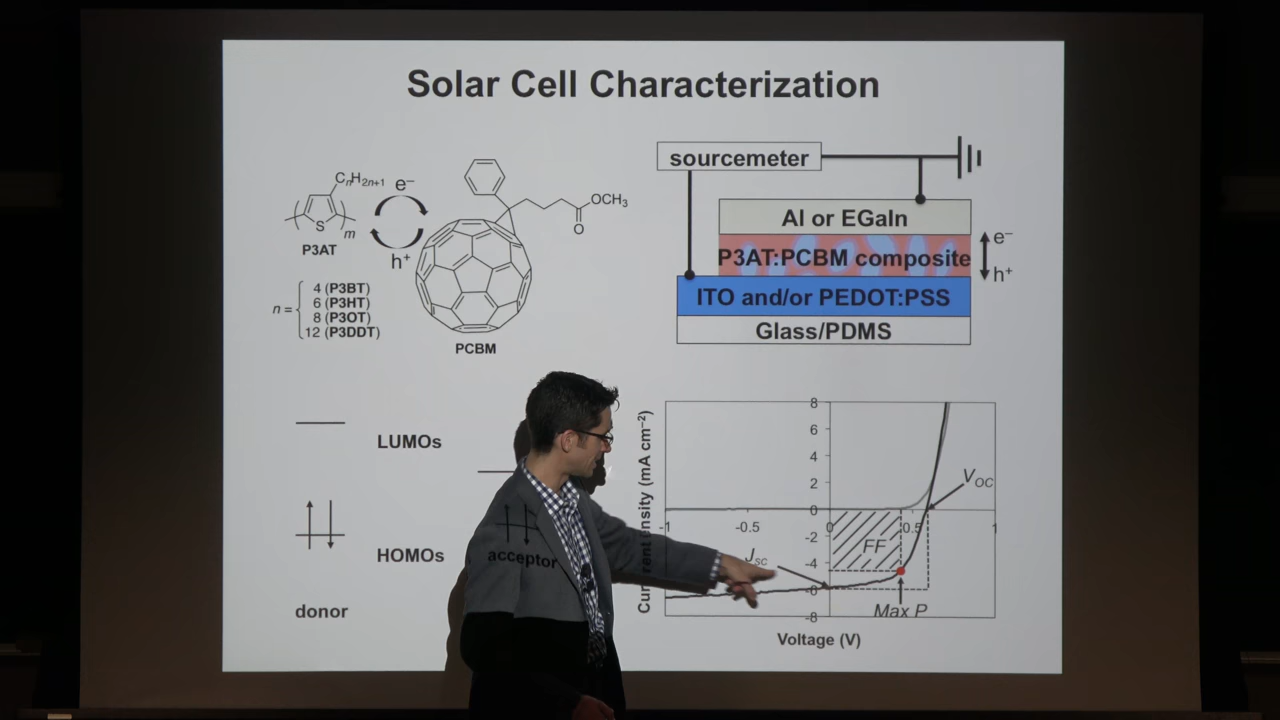 Solar Cell Characterization
CnH2n+1
S
m
P3AT
e–
h+
OCH3
O
PCBM
n =
4 (P3BT)
6 (P3HT)
8 (P3OT)
12 (P3DDT)
sourcemeter
Al or EGaIn
P3AT:PCBM composite
ITO and/or PEDOT:PSS
Glass/PDMS
e–
h+
LUMOs
HOMOs
donor
acceptor
8
6
4
2
0
-2
-4
-6
-8
-1
-0.5
0
0.5
1
VOC
FF
JSC
Max P
Voltage (V)
(mA cm–2)